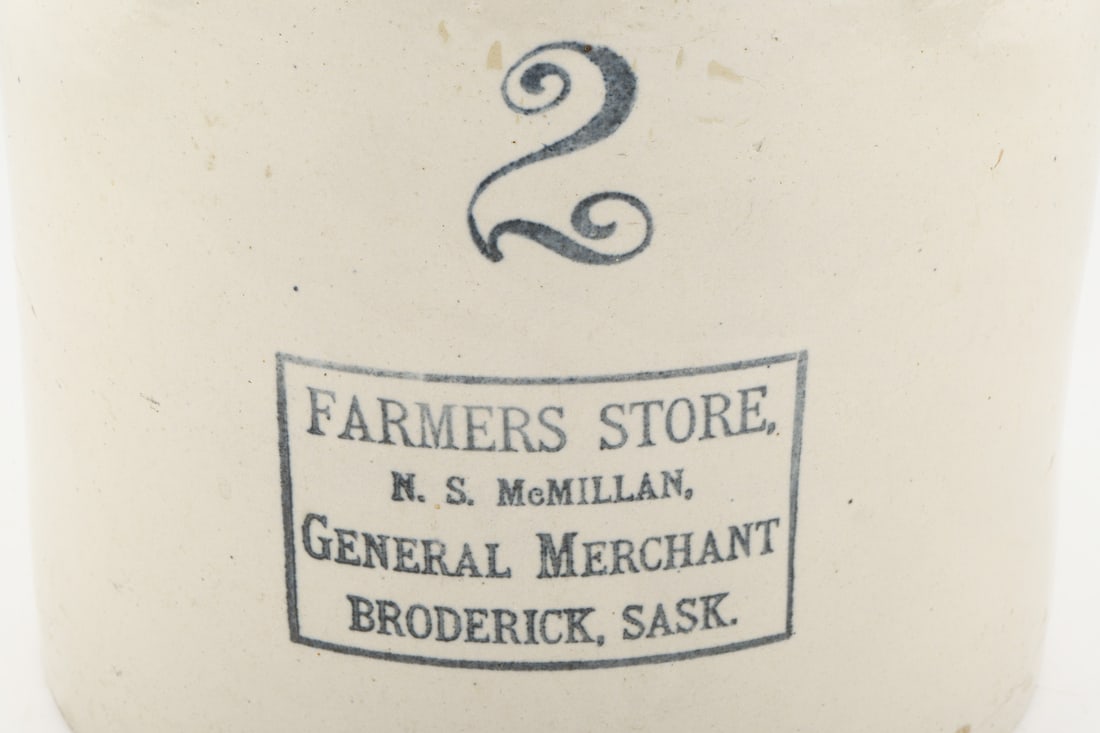 2
FARMERS STORE,
N. S. McMILLAN,
GENERAL MERCHANT
BRODERICK, SASK.